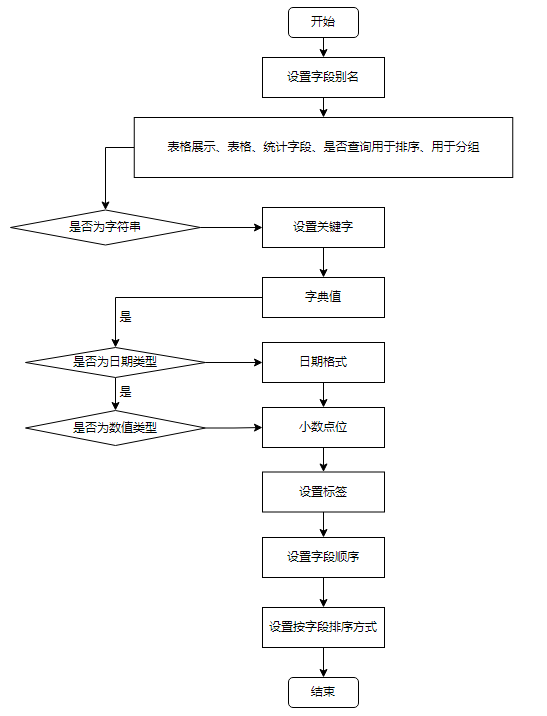 开始
设置字段别名
表格展示、表格、统计字段、是否查询用于排序、用于分组
是否为字符串
设置关键字
字典值
是
是否为日期类型
日期格式
是
是否为数值类型
小数点位
设置标签
设置字段顺序
设置按字段排序方式
结束